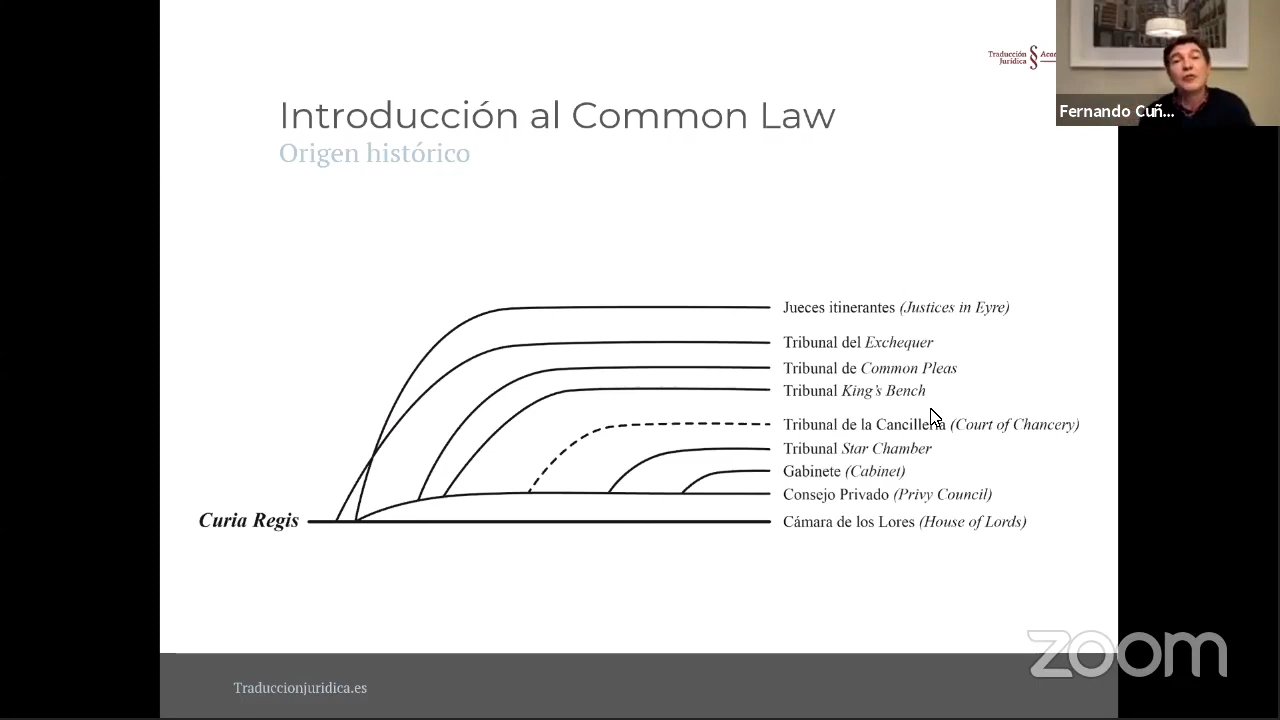 Traducción
Jurídica
§
Introducción al Common Law
Origen histórico
Fernando Cuñ...
Jueces itinerantes (Justices in Eyre)
Tribunal del Exchequer
Tribunal de Common Pleas
Tribunal King's Bench
Tribunal de la Cancillería (Court of Chancery)
Tribunal Star Chamber
Gabinete (Cabinet)
Consejo Privado (Privy Council)
Curia Regis
Cámara de los Lores (House of Lords)
zoom
Traduccionjuridica.es